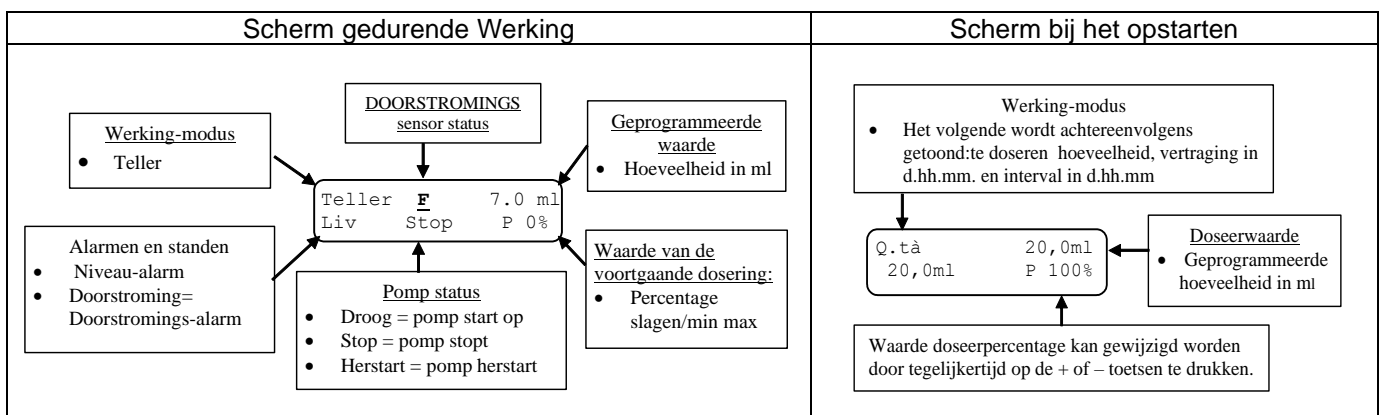 Scherm gedurende Werking
Scherm bij het opstarten
DOORSTROMINGS
sensor status
Werking-modus
• Teller
Geprogrammeerde
waarde
• Hoeveelheid in ml
Teller F 7.0 ml
Liv Stop P 0%
Alarmen en standen
• Niveau-alarm
• Doorstroming=
Doorstromings-alarm
Pomp status
• Droog = pomp start op
• Stop = pomp stopt
• Herstart = pomp herstart
Waarde van de
voortgaande dosering:
• Percentage
slagen/min max
Werking-modus
• Het volgende wordt achtereenvolgens
getoond:te doseren hoeveelheid, vertraging in
d.hh.mm. en interval in d.hh.mm
Q.tà 20,0ml
20,0ml P 100%
Doseerwaarde
• Geprogrammeerde
hoeveelheid in ml
Waarde doseerpercentage kan gewijzigd worden
door tegelijkertijd op de + of – toetsen te drukken.